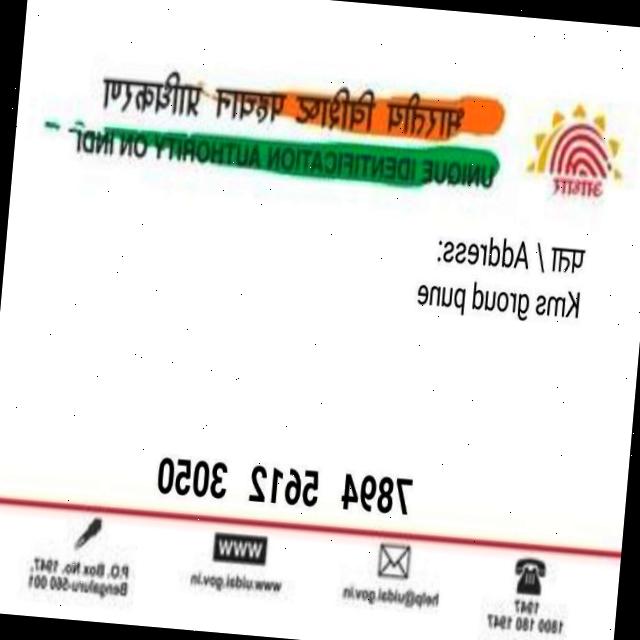 भारतीय विशिष्ट पहचान प्राधिकरण
UNIQUE IDENTIFICATION AUTHORITY ON INDI
आधार
पता / Address:
Kms groud pune
7894 5612 3050
1947
1800 180 1947
help@uidai.gov.in
WWW
www.uidai.gov.in
P.O. Box No. 1947,
Bengaluru-560 001